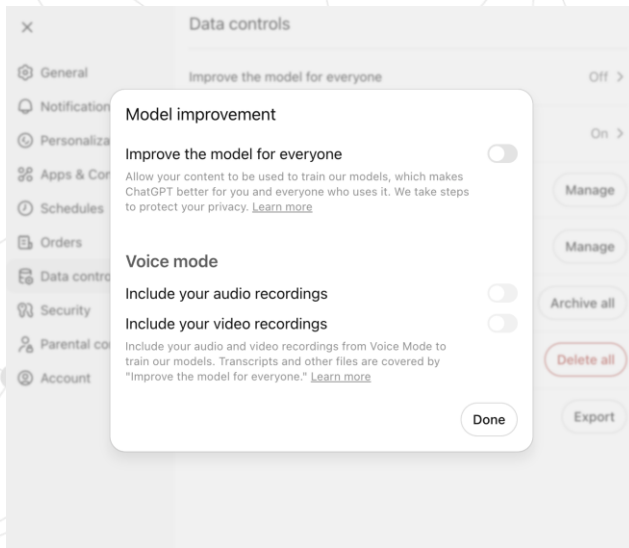 Data controls
General
Improve the model for everyone
Off
Notification
On
Personaliza
Apps & Cor
Manage
Schedules
Orders
Manage
Data contro
Archive all
Security
Parental co
Delete all
Account
Export
Model improvement
Improve the model for everyone
Allow your content to be used to train our models, which makes
ChatGPT better for you and everyone who uses it. We take steps
to protect your privacy. Learn more
Voice mode
Include your audio recordings
Include your video recordings
Include your audio and video recordings from Voice Mode to
train our models. Transcripts and other files are covered by
"Improve the model for everyone." Learn more
Done